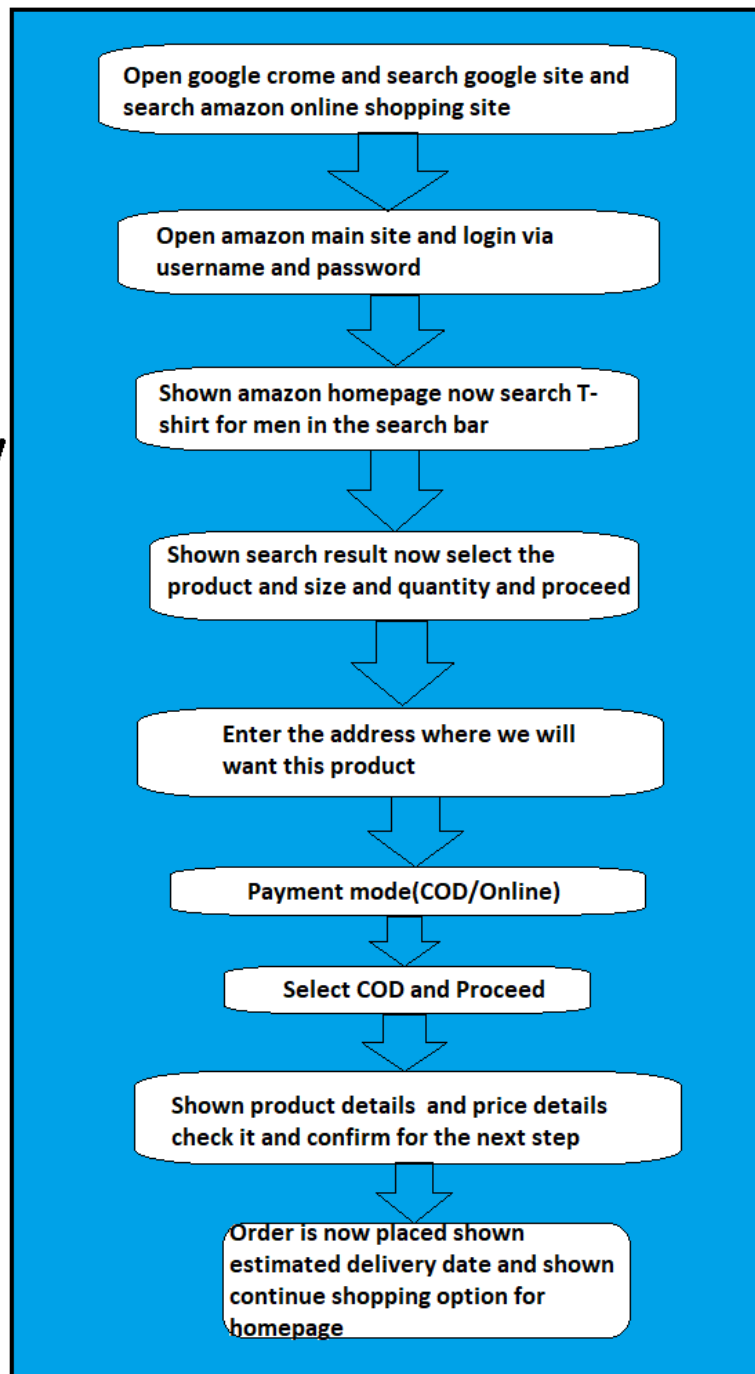 Open google crome and search google site and
search amazon online shopping site
Open amazon main site and login via
username and password
Shown amazon homepage now search T-
shirt for men in the search bar
Shown search result now select the
product and size and quantity and proceed
Enter the address where we will
want this product
Payment mode(COD/Online)
Select COD and Proceed
Shown product details  and price details
check it and confirm for the next step
Order is now placed shown
estimated delivery date and shown
continue shopping option for
homepage